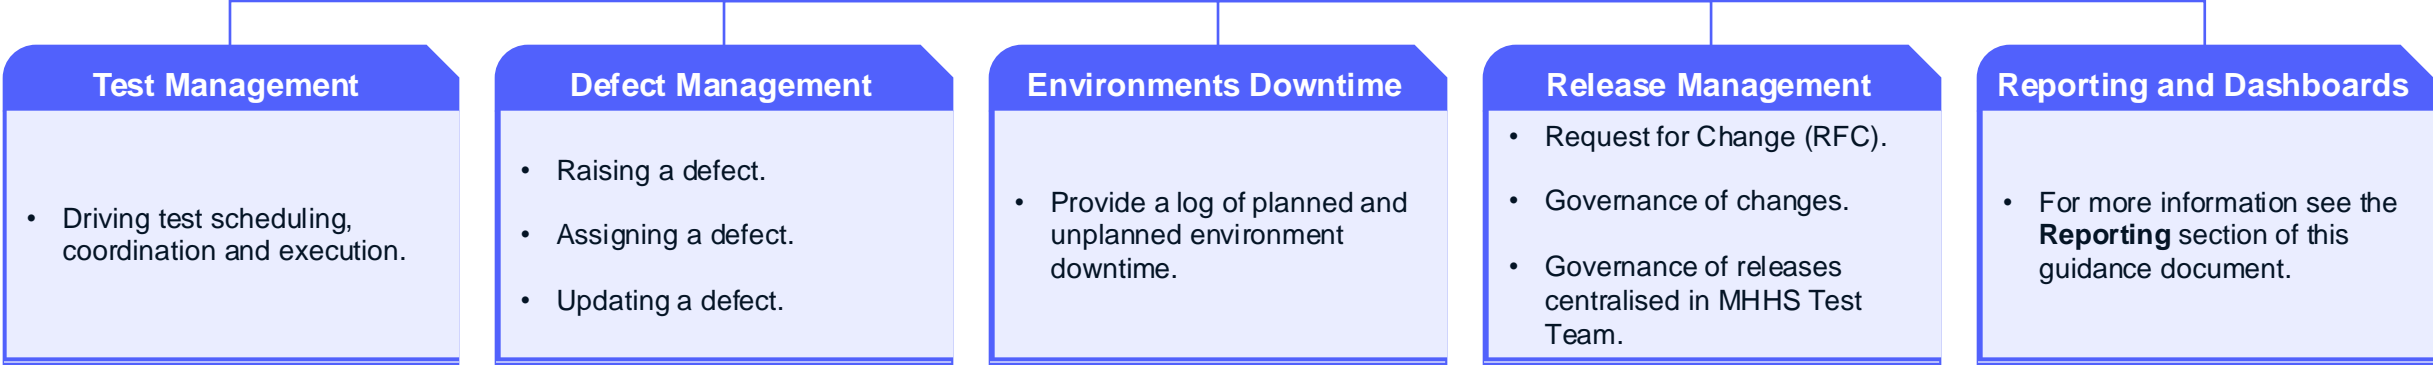 Test Management
• Driving test scheduling,
coordination and execution.
Defect Management
• Raising a defect.
• Assigning a defect.
• Updating a defect.
Environments Downtime
• Provide a log of planned and
unplanned environment
downtime.
Release Management
• Request for Change (RFC).
• Governance of changes.
• Governance of releases
centralised in MHHS Test
Team.
Reporting and Dashboards
• For more information see the
Reporting section of this
guidance document.